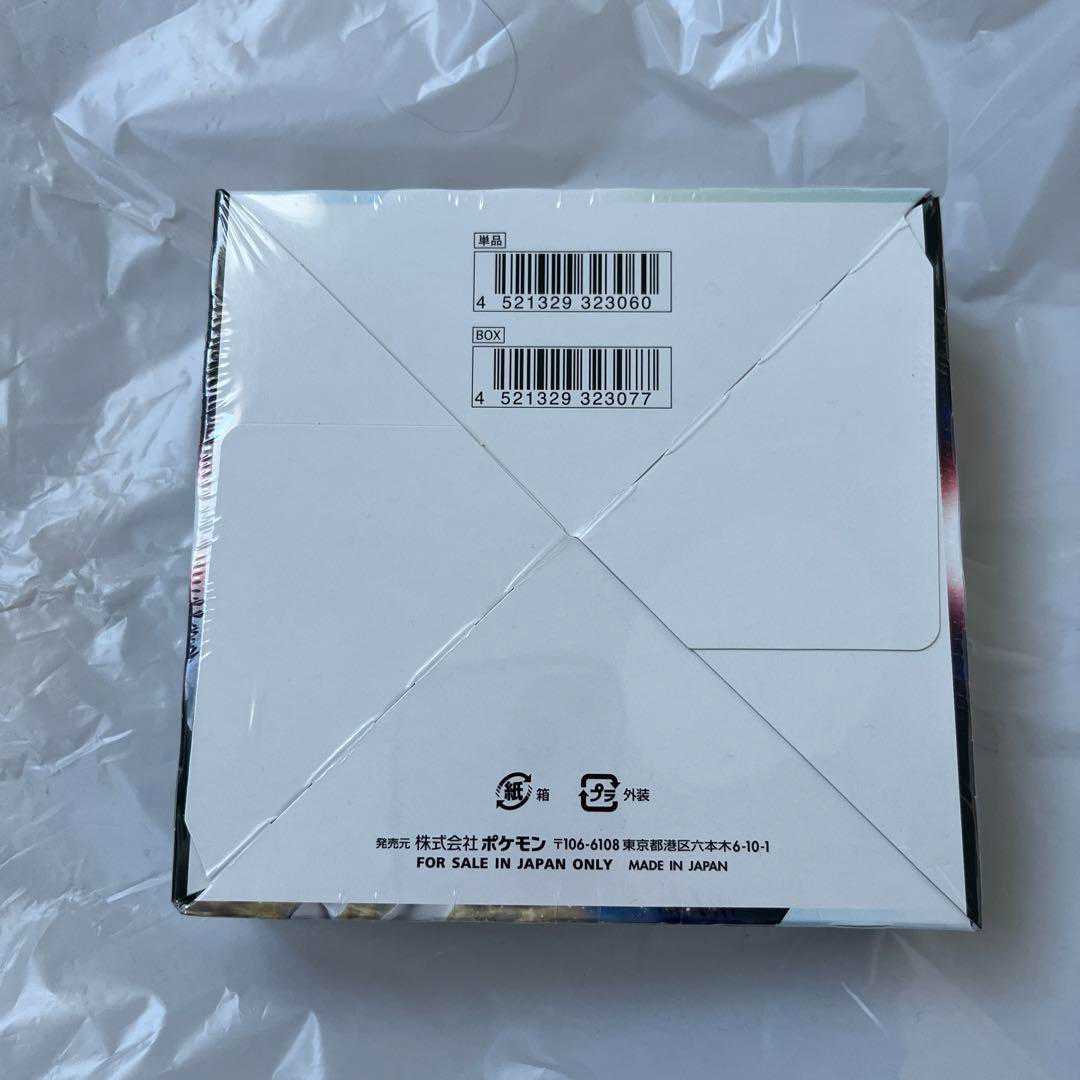 単品
4 521329 323060
BOX
4 521329 323077
紙 箱 プラ 外装
発売元 株式会社 ポケモン 〒106-6108 東京都港区六本木6-10-1
FOR SALE IN JAPAN ONLY MADE IN JAPAN